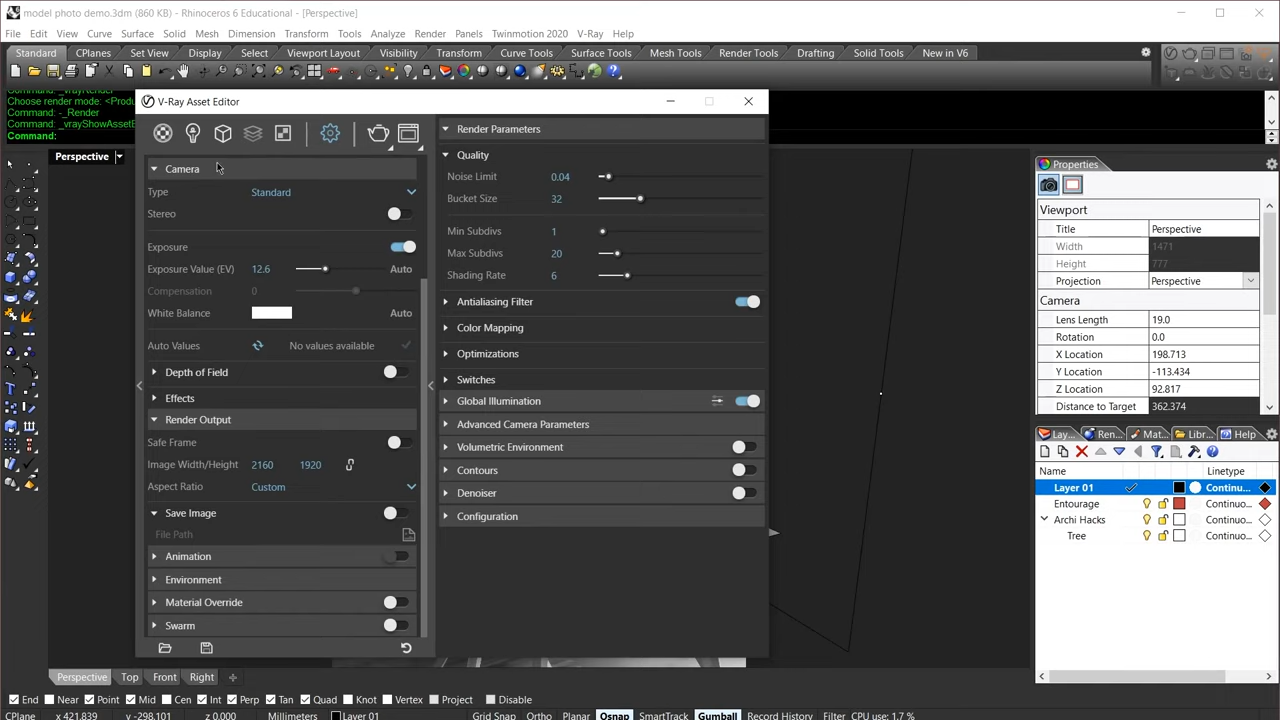 model photo demo.3dm (860 KB) - Rhinoceros 6 Educational - [Perspective]
File Edit View Curve Surface Solid Mesh Dimension Transform Tools Analyze Render Panels Twinmotion 2020 V-Ray Help
Standard CPlanes Set View Display Select Viewport Layout Visibility Transform Curve Tools Surface Tools Mesh Tools Render Tools Drafting Solid Tools New in V6
Choose render mode: <Produ
Command: -_Render
Command: _vrayShowAssetE
Command:
Perspective
V-Ray Asset Editor
Camera
Type Standard
Stereo
Exposure
Exposure Value (EV) 12.6 Auto
Compensation 0
White Balance Auto
Auto Values No values available
Depth of Field
Effects
Render Output
Safe Frame
Image Width/Height 2160 1920
Aspect Ratio Custom
Save Image
File Path
Animation
Environment
Material Override
Swarm
Render Parameters
Quality
Noise Limit 0.04
Bucket Size 32
Min Subdivs 1
Max Subdivs 20
Shading Rate 6
Antialiasing Filter
Color Mapping
Optimizations
Switches
Global Illumination
Advanced Camera Parameters
Volumetric Environment
Contours
Denoiser
Configuration
Properties
Viewport
Title Perspective
Width 1471
Height 777
Projection Perspective
Camera
Lens Length 19.0
Rotation 0.0
X Location 198.713
Y Location -113.434
Z Location 92.817
Distance to Target 362.374
Lay... Ren... Mat... Libr... Help
Name Linetype
Layer 01 Continu...
Entourage Continuo...
Archi Hacks Continuo...
Tree Continuo...
Perspective Top Front Right
End Near Point Mid Cen Int Perp Tan Quad Knot Vertex Project Disable
CPlane x 421.839 y -298.101 z 0.000 Millimeters Layer 01 Grid Snap Ortho Planar Osnap SmartTrack Gumball Record History Filter CPU use: 1.7 %